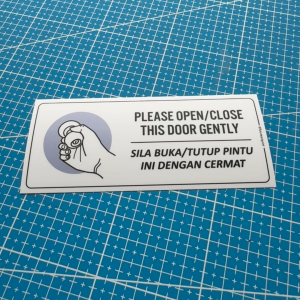 PLEASE OPEN/CLOSE
THIS DOOR GENTLY
SILA BUKA/TUTUP PINTU
INI DENGAN CERMAT